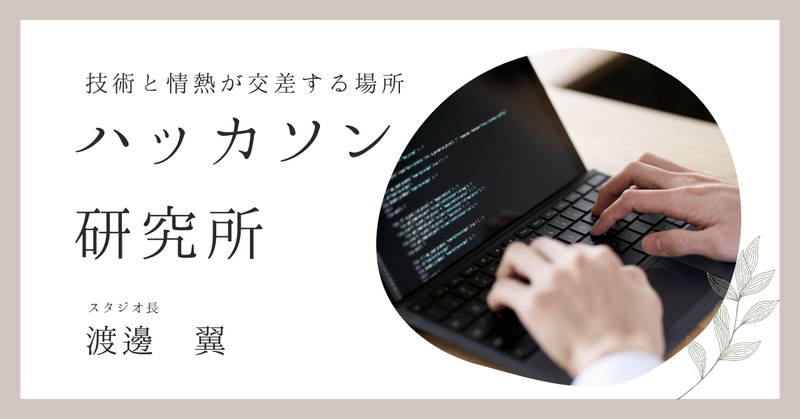 技術と情熱が交差する場所
ハッカソン
研究所
スタジオ長
渡邊　翼